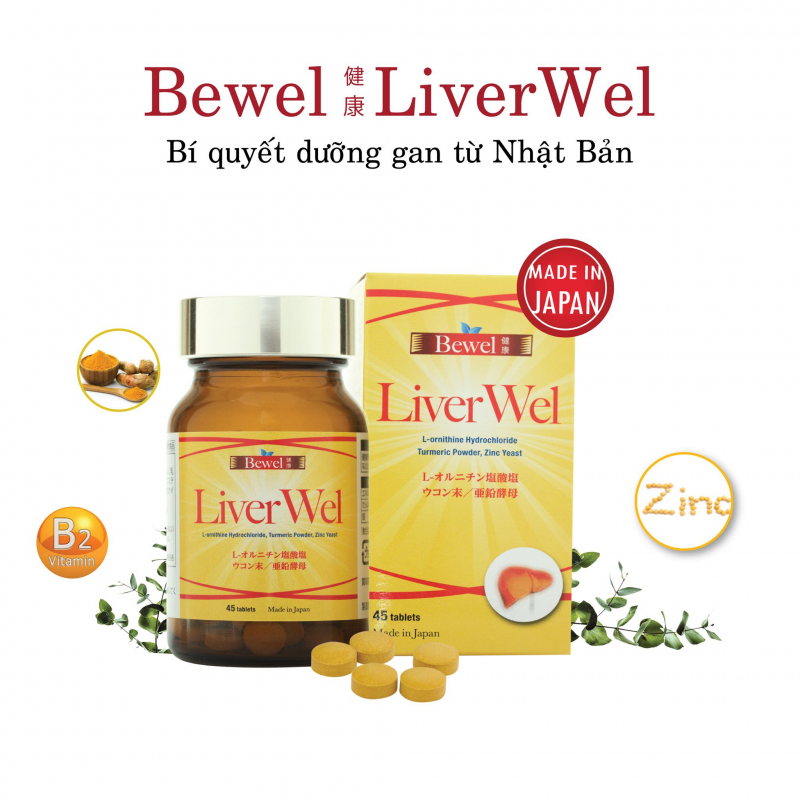 Bewel 健康 LiverWel
Bí quyết dưỡng gan từ Nhật Bản
MADE IN
JAPAN
Bewel 健康
LiverWel
L-ornithine Hydrochloride
Turmeric Powder, Zinc Yeast
L-オルニチン塩酸塩
ウコン末／亜鉛酵母
45 tablets
Made in Japan
Bewel 健康
LiverWel
L-ornithine Hydrochloride, Turmeric Powder, Zinc Yeast
L-オルニチン塩酸塩
ウコン末／亜鉛酵母
45 tablets Made in Japan
B2
Vitamin
Zinc